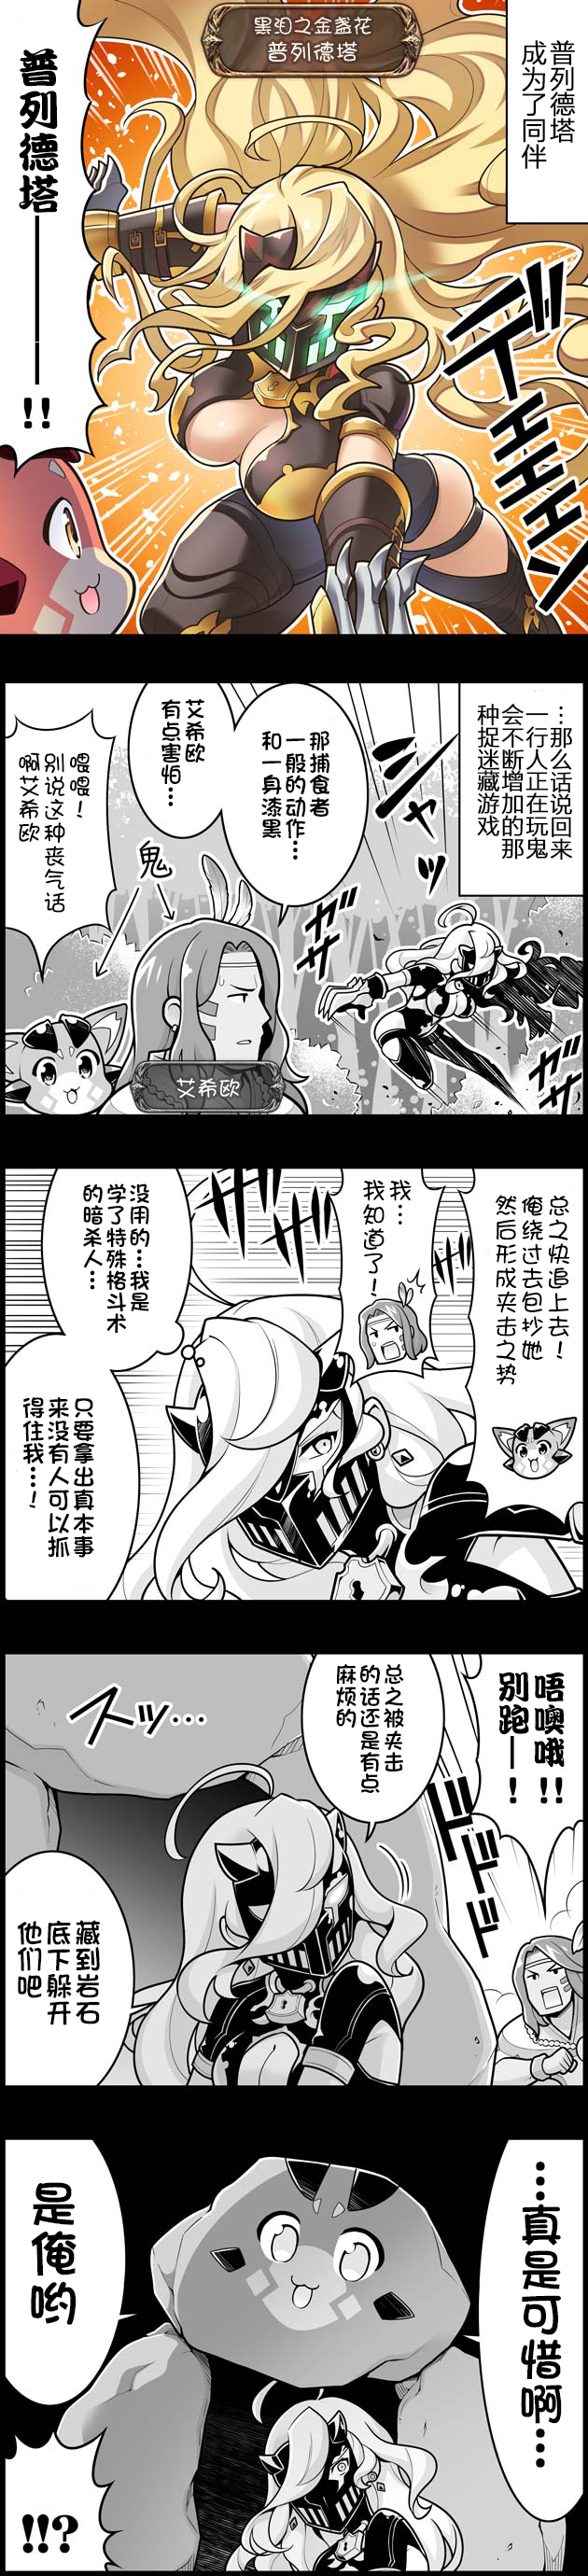 黑泪之金盏花
普列德塔
普列德塔
成为了同伴
普列德塔——!!
デェェェン
…那么话说回来
一行人正在玩鬼
会不断增加的那
种捉迷藏游戏
シャッ
ザザ
ザザ
那捕食者
一般的动作…
和一身漆黑
艾希欧
有点害怕…
鬼
喂喂！
别说这种丧气话
啊艾希欧
艾希欧
总之快追上去！
俺绕过去包抄她
然后形成夹击之势
我…
我知道了！
没用的…我是
学了特殊格斗术
的暗杀人…
只要拿出真本事
来没有人可以抓
得住我…！
唔噢哦!!
别跑—！
ドドドド
总之被夹击
的话还是有点
麻烦的
スッ…
藏到岩石
底下躲开
他们吧
…真是可惜啊…
是俺哟
!!?